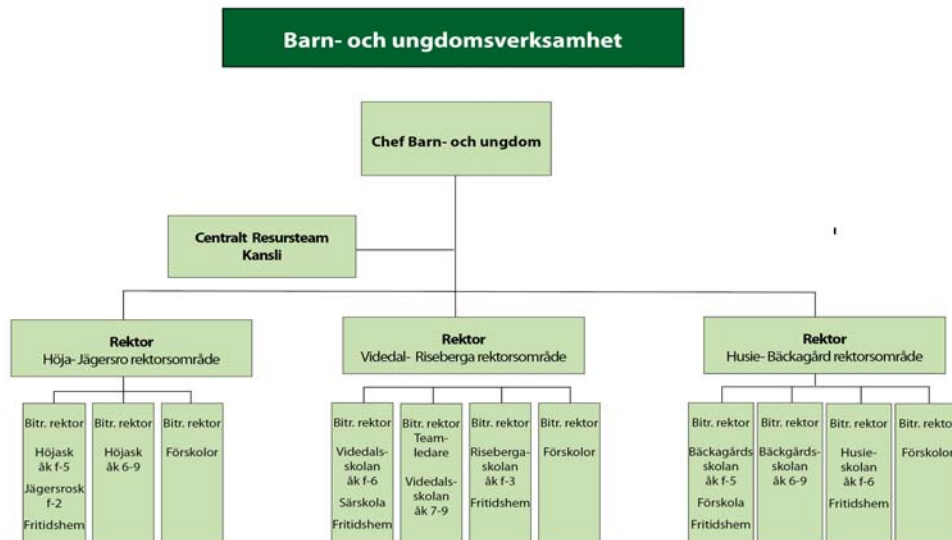 Barn- och ungdomsverksamhet
Chef Barn- och ungdom
Centralt Resursteam
Kansli
Rektor
Höja- Jägersro rektorsområde
Rektor
Videdal- Riseberga rektorsområde
Rektor
Husie- Bäckagård rektorsområde
Bitr. rektor
Höjask
åk f-5
Jägersrosk
f-2
Fritidshem
Bitr. rektor
Höjask
åk 6-9
Bitr. rektor
Förskolor
Bitr. rektor
Videdals-
skolan
åk f-6
Särskola
Fritidshem
Bitr. rektor
Team-
ledare
Videdals-
skolan
åk 7-9
Bitr. rektor
Riseberga-
skolan
åk f-3
Fritidshem
Bitr. rektor
Förskolor
Bitr. rektor
Bäckagårds
skolan
åk f-5
Förskola
Fritidshem
Bitr. rektor
Bäckgårds-
skolan
åk 6-9
Bitr. rektor
Husie-
skolan
åk f-6
Fritidshem
Bitr. rektor
Förskolor